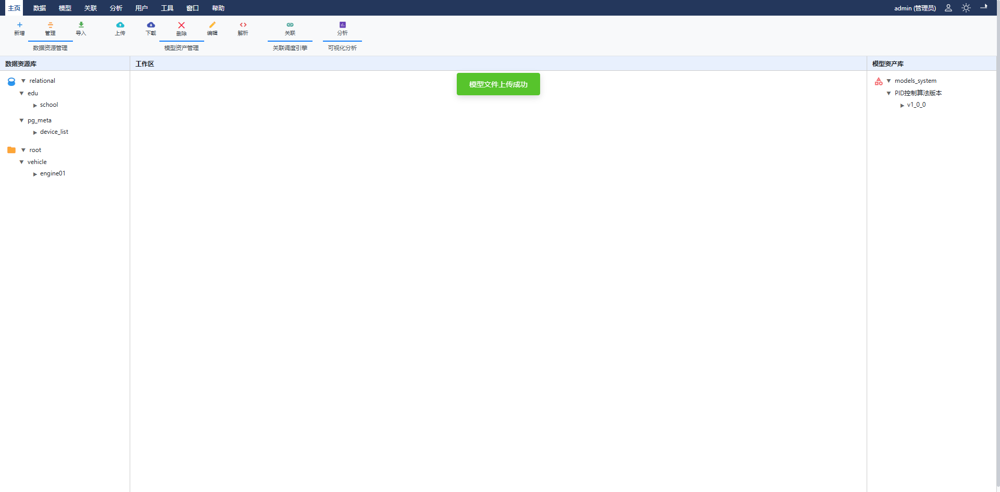 主页 数据 模型 关联 分析 用户 工具 窗口 帮助 admin (管理员)
新增 管理 导入 上传 下载 删除 编辑 解析 关联 分析
数据资源管理 模型资产管理 关联调度引擎 可视化分析
数据资源库
relational
edu
school
pg_meta
device_list
root
vehicle
engine01
工作区
模型文件上传成功
模型资产库
models_system
PID控制算法版本
v1_0_0